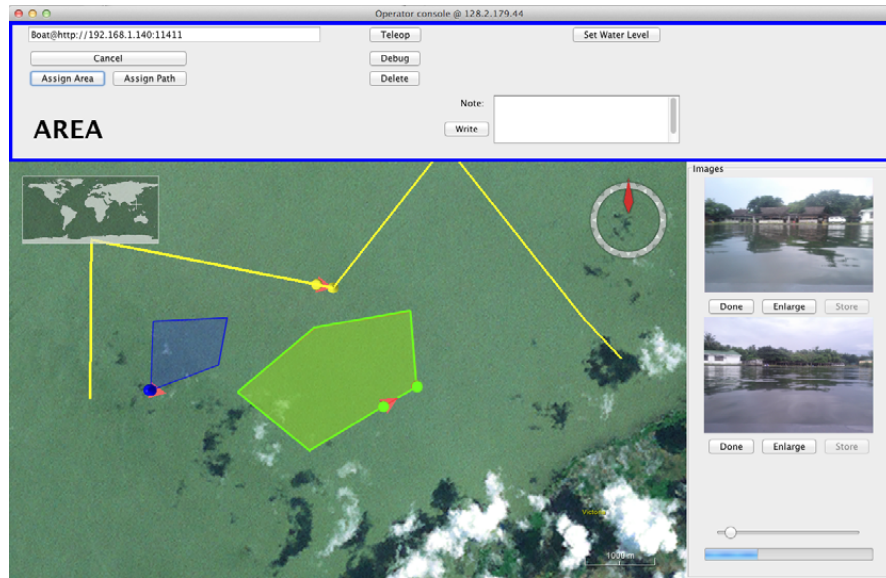 Operator console @ 128.2.179.44
Boat@http://192.168.1.140:11411
Teleop
Set Water Level
Cancel
Debug
Assign Area
Assign Path
Delete
Note:
Write
AREA
Images
Done
Enlarge
Store
Done
Enlarge
Store
Victoria
1000 m